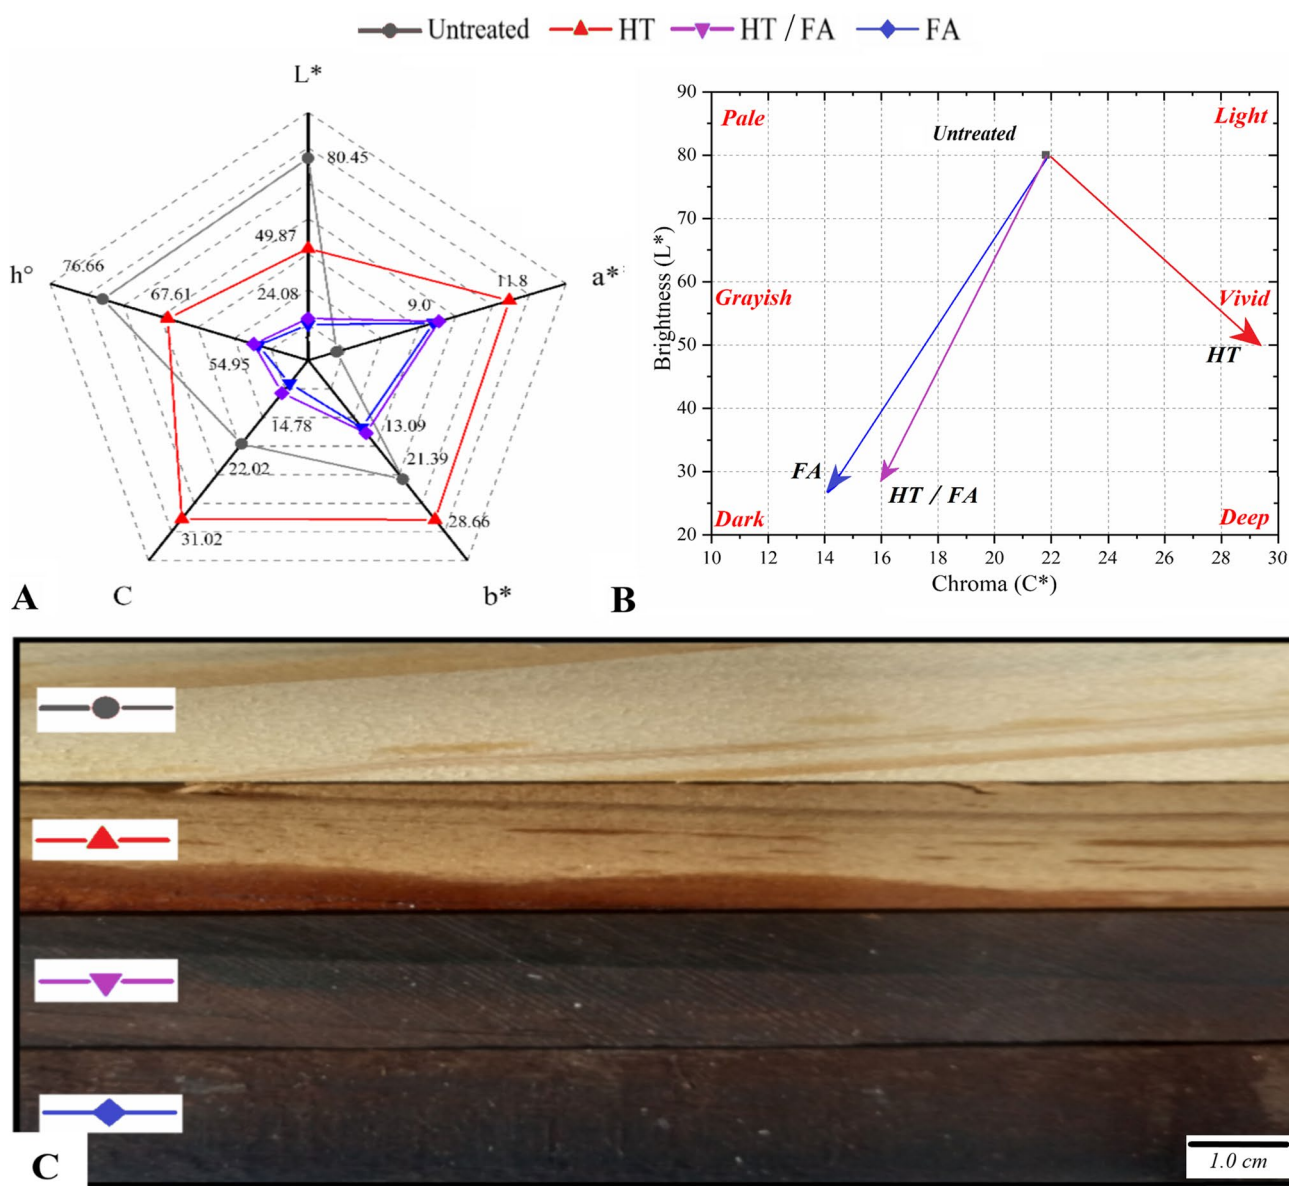 Untreated HT HT / FA FA
L*
80.45
49.87
24.08
h°
76.66
67.61
54.95
a*
11.8
9.0
14.78
13.09
22.02
21.39
31.02
28.66
A
C
b*
90
80
70
60
50
40
30
20
Brightness (L*)
Pale
Light
Untreated
Grayish
Vivid
HT
FA
HT / FA
Dark
Deep
10 12 14 16 18 20 22 24 26 28 30
Chroma (C*)
B
C
1.0 cm